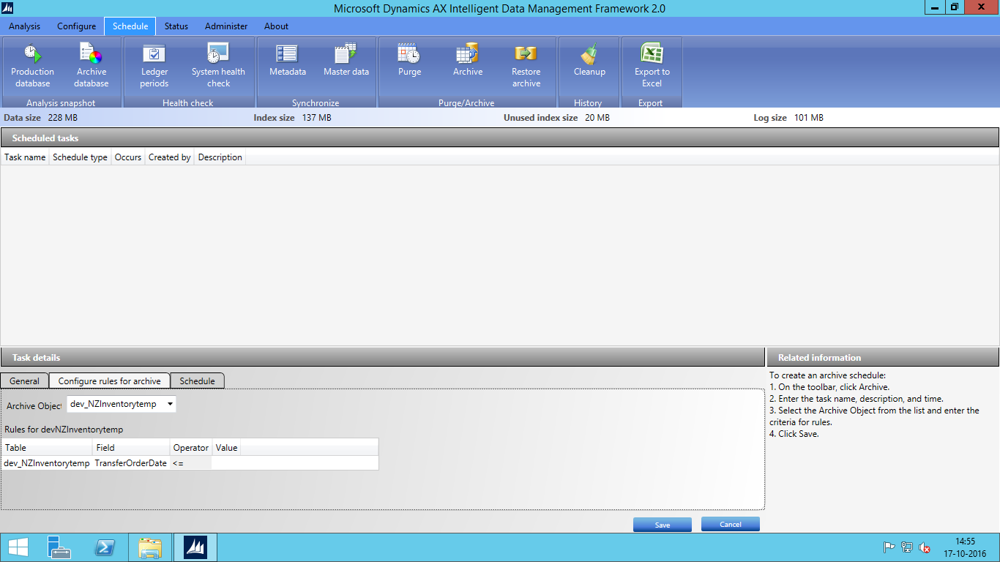 Microsoft Dynamics AX Intelligent Data Management Framework 2.0
Analysis Configure Schedule Status Administer About
Production database
Archive database
Analysis snapshot
Ledger periods
System health check
Health check
Metadata
Master data
Synchronize
Purge
Archive
Restore archive
Purge/Archive
Cleanup
History
Export to Excel
Export
Data size 228 MB Index size 137 MB Unused index size 20 MB Log size 101 MB
Scheduled tasks
Task name Schedule type Occurs Created by Description
Task details
General Configure rules for archive Schedule
Archive Objec dev_NZInventorytemp
Rules for devNZInventorytemp
Table Field Operator Value
dev_NZInventorytemp TransferOrderDate <=
Save Cancel
Related information
To create an archive schedule:
1. On the toolbar, click Archive.
2. Enter the task name, description, and time.
3. Select the Archive Object from the list and enter the
criteria for rules.
4. Click Save.
14:55
17-10-2016